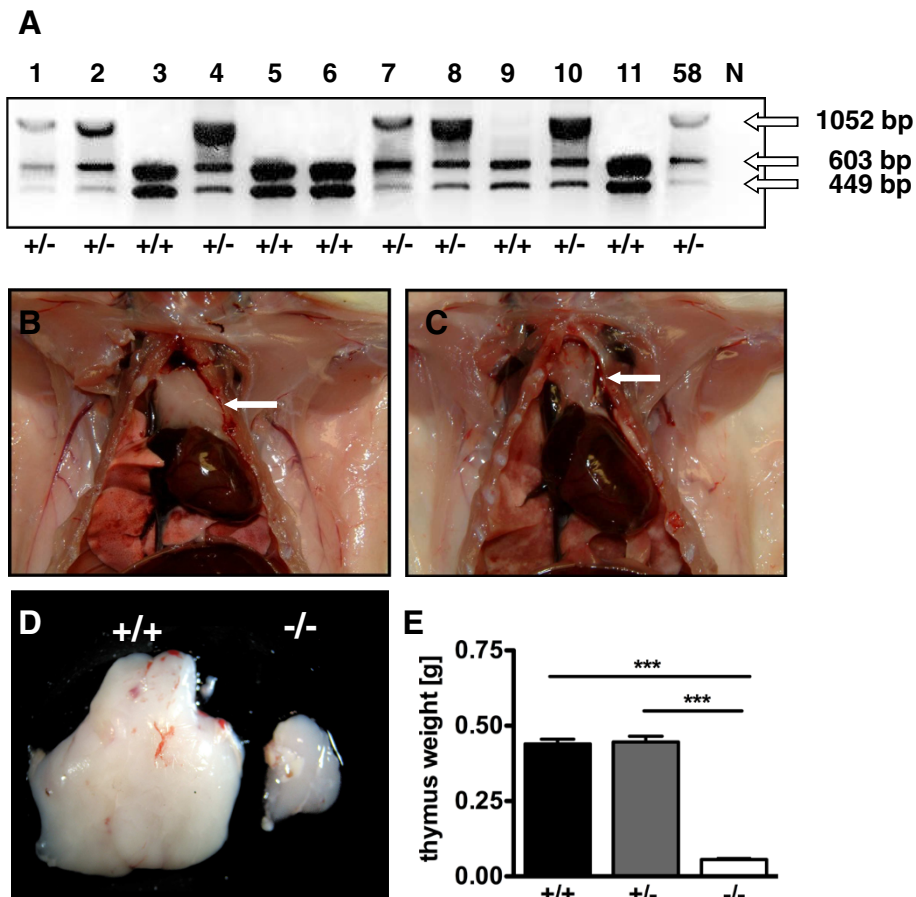 A
1 2 3 4 5 6 7 8 9 10 11 58 N
1052 bp
603 bp
449 bp
+/- +/- +/+ +/- +/+ +/+ +/- +/- +/+ +/- +/+ +/-
B
C
D
+/+ -/-
E
thymus weight [g]
0.75
0.50
0.25
0.00
***
***
+/+ +/- -/-